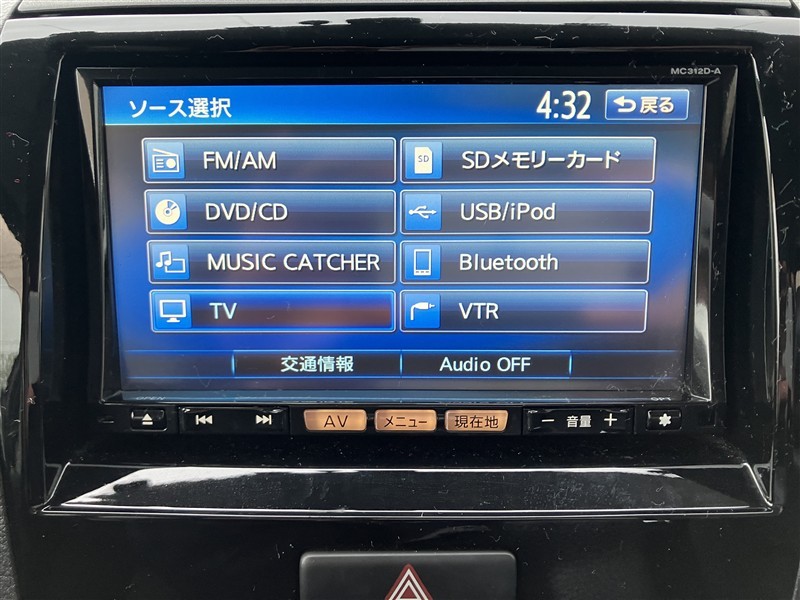 MC312D-A
ソース選択 4:32 戻る
FM/AM SD SDメモリーカード
DVD/CD USB/iPod
MUSIC CATCHER Bluetooth
TV VTR
交通情報 Audio OFF
AV メニュー 現在地 － 音量 ＋